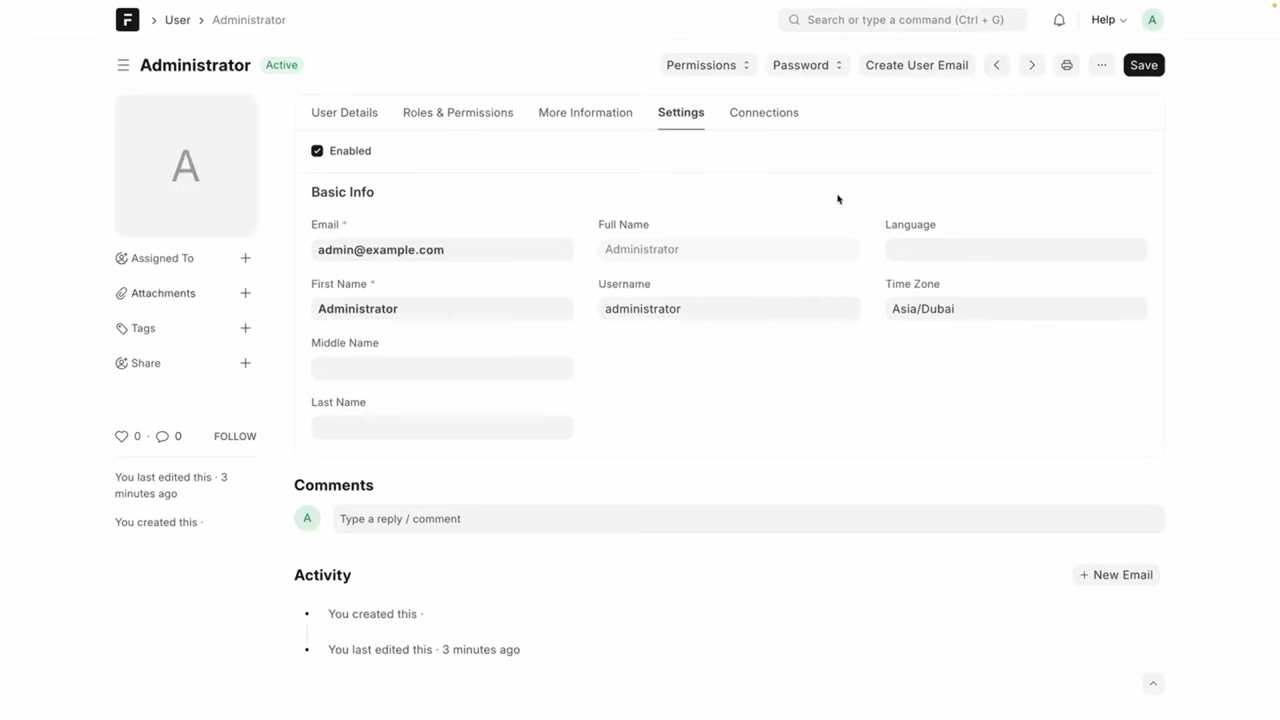 User
Administrator
Search or type a command (Ctrl + G)
Help
A
Administrator
Active
Permissions
Password
Create User Email
Save
A
User Details
Roles & Permissions
More Information
Settings
Connections
Enabled
Basic Info
Email *
Full Name
Language
admin@example.com
Administrator
First Name *
Username
Time Zone
Administrator
administrator
Asia/Dubai
Middle Name
Last Name
Assigned To
Attachments
Tags
Share
0 · 0
FOLLOW
You last edited this · 3
minutes ago
You created this ·
Comments
A
Type a reply / comment
Activity
+ New Email
You created this ·
You last edited this · 3 minutes ago